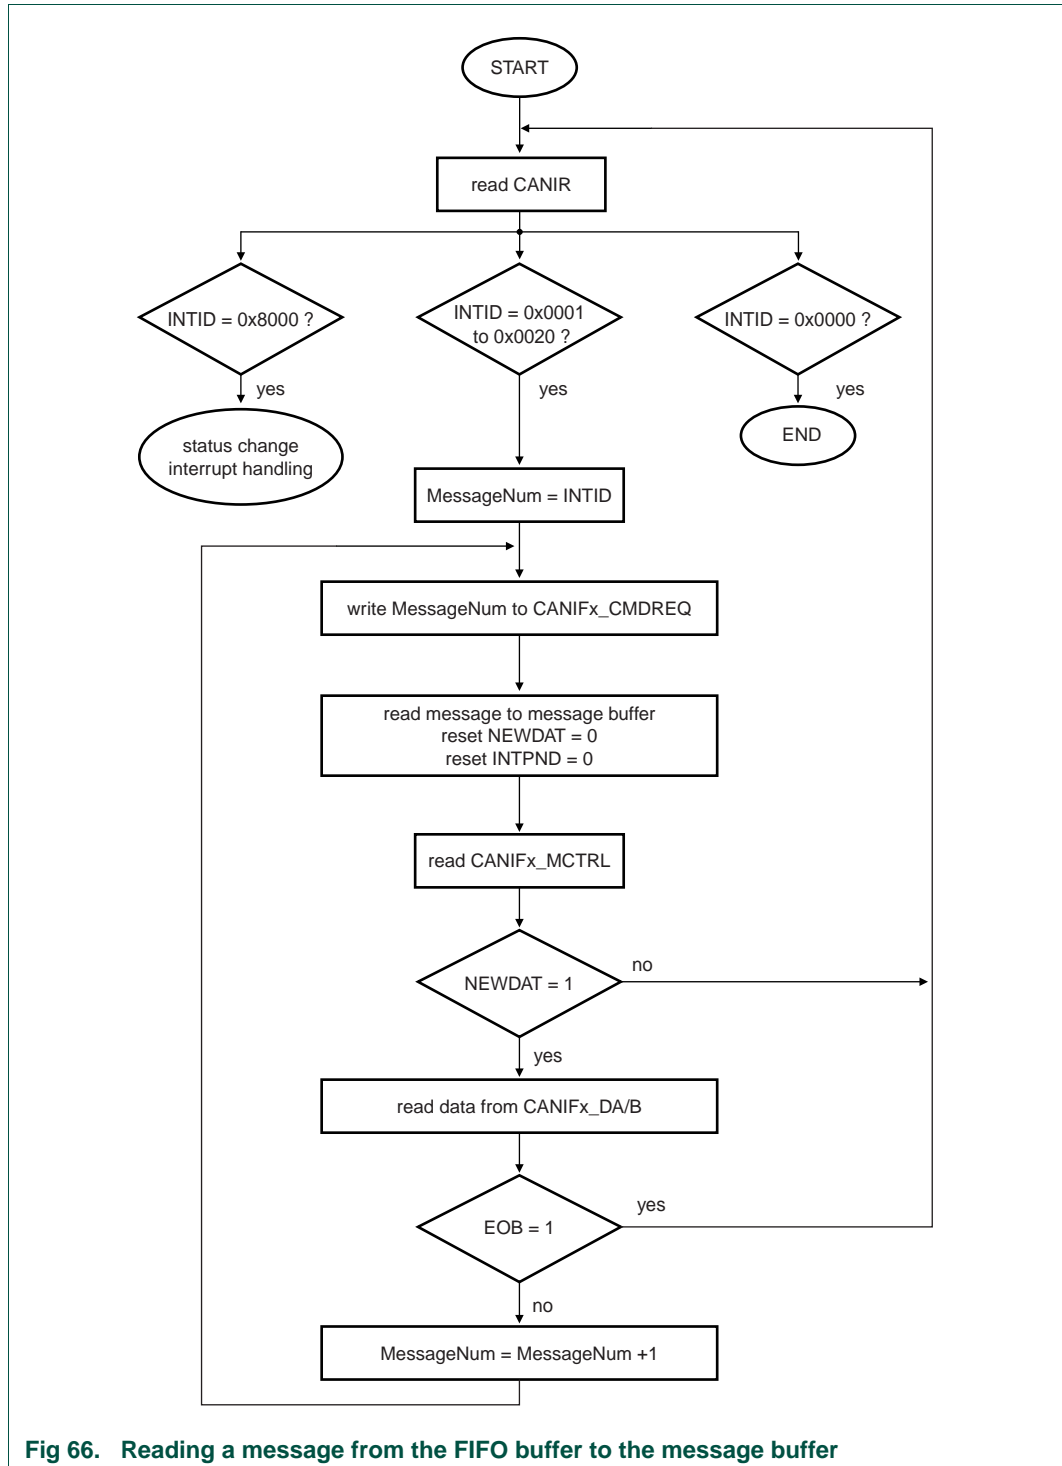 START
read CANIR
INTID = 0x8000 ?
INTID = 0x0001
to 0x0020 ?
INTID = 0x0000 ?
yes
yes
yes
status change
interrupt handling
END
MessageNum = INTID
write MessageNum to CANIFx_CMDREQ
read message to message buffer
reset NEWDAT = 0
reset INTPND = 0
read CANIFx_MCTRL
NEWDAT = 1
no
yes
read data from CANIFx_DA/B
EOB = 1
yes
no
MessageNum = MessageNum +1
Fig 66. Reading a message from the FIFO buffer to the message buffer